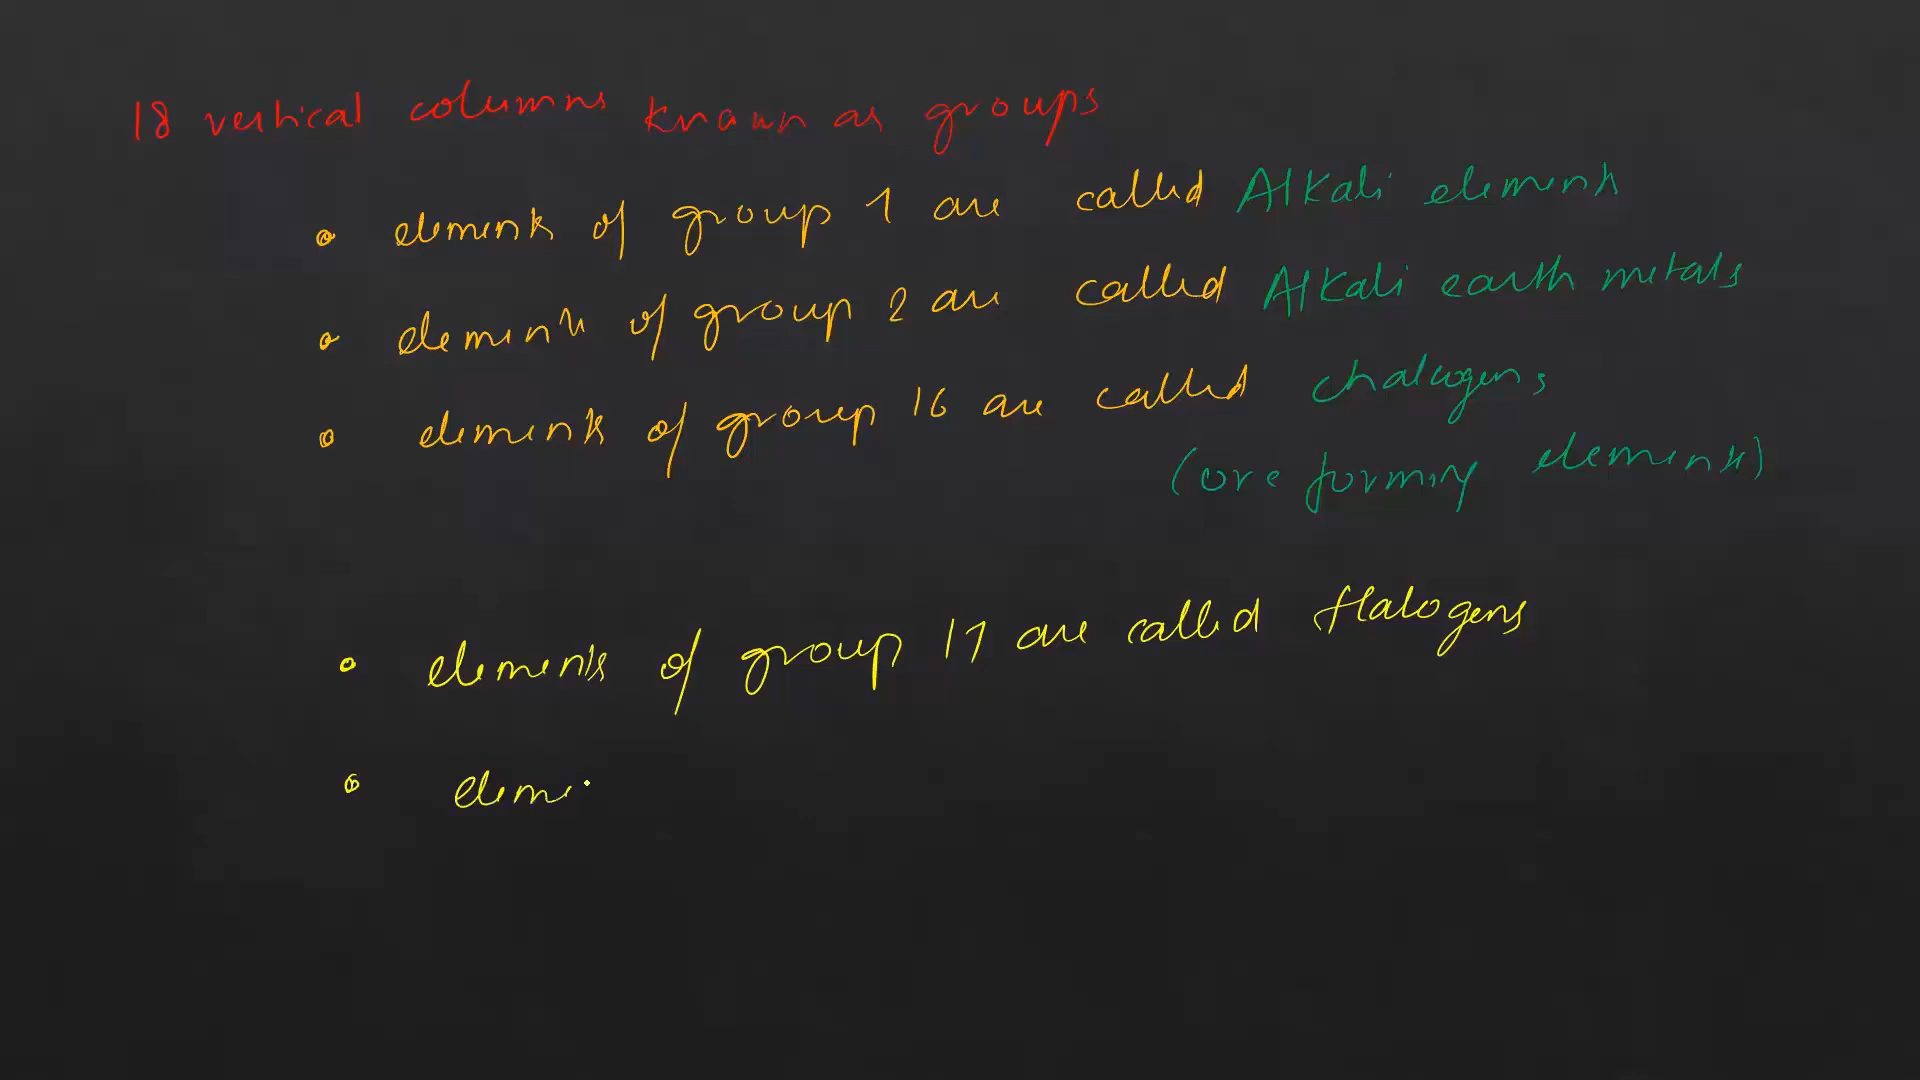 18 vertical columns known as groups
• elements of group 1 are called Alkali elements
• elements of group 2 are called Alkali earth metals
• elements of group 16 are called chalcogens
(ore forming elements)
• elements of group 17 are called Halogens
• eleme